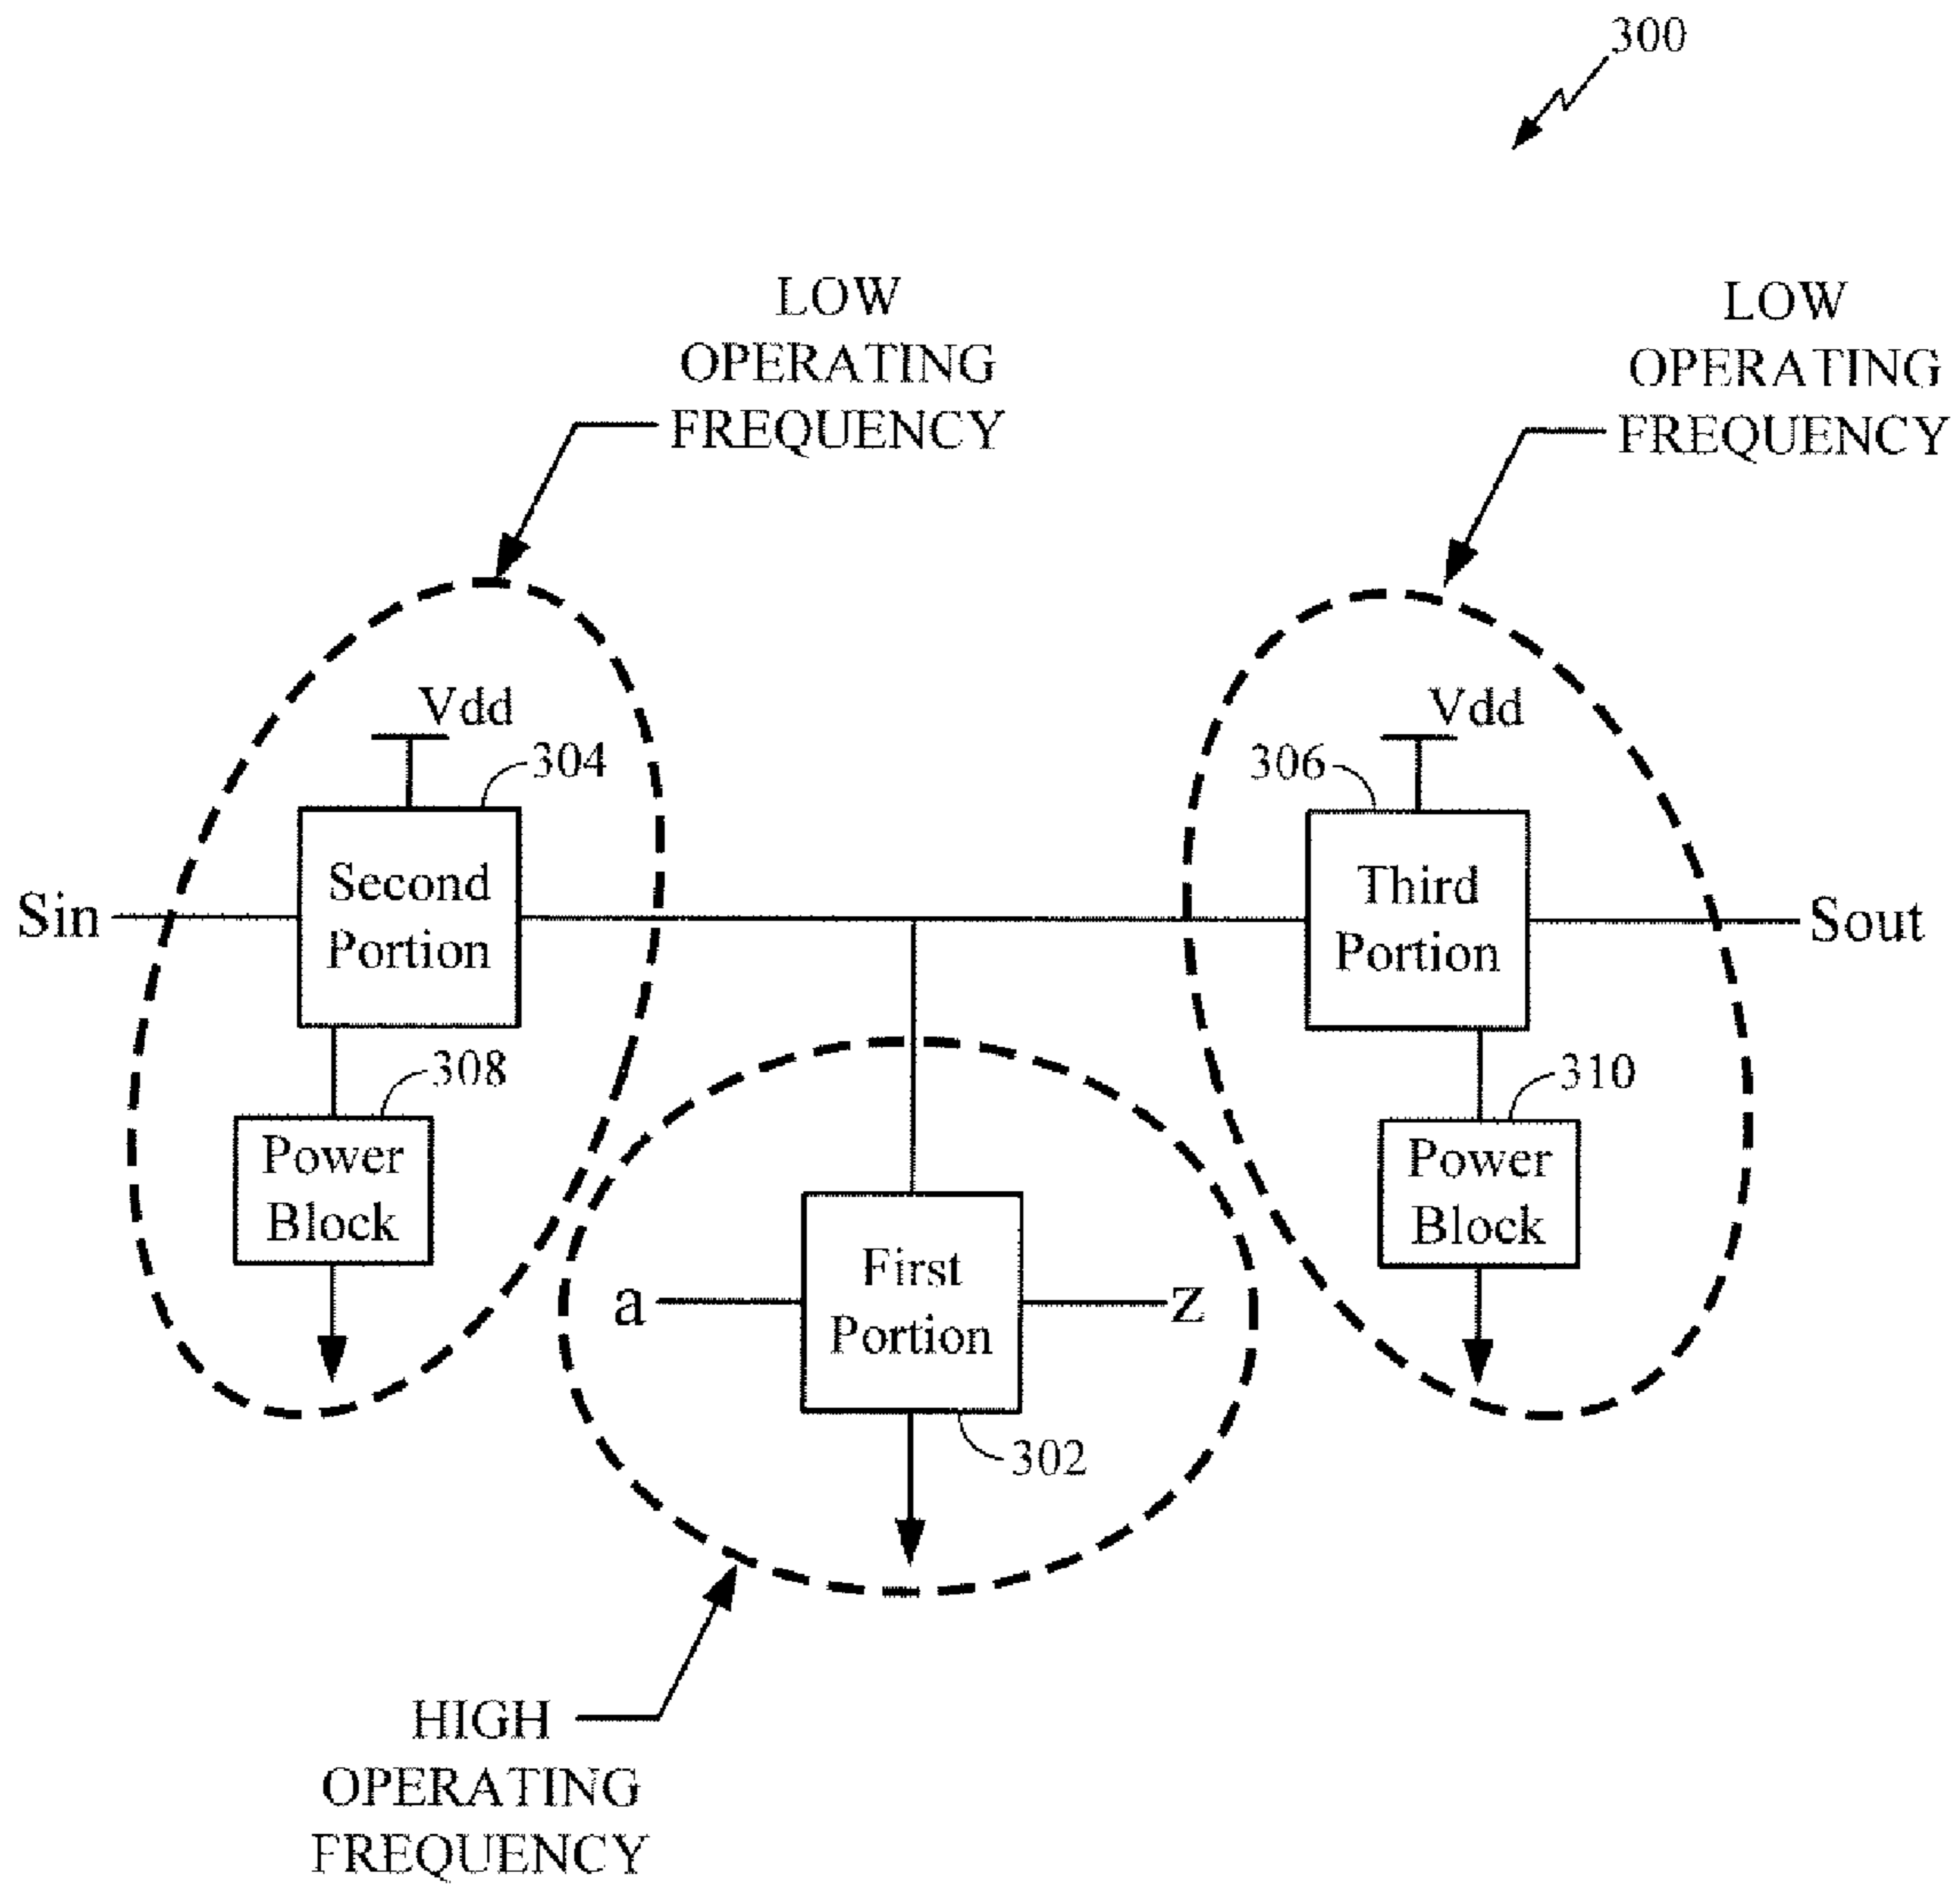 300
LOW
OPERATING
FREQUENCY
LOW
OPERATING
FREQUENCY
Vdd
304
Second
Portion
Sin
308
Power
Block
Vdd
306
Third
Portion
Sout
310
Power
Block
a
First
Portion
z
302
HIGH
OPERATING
FREQUENCY